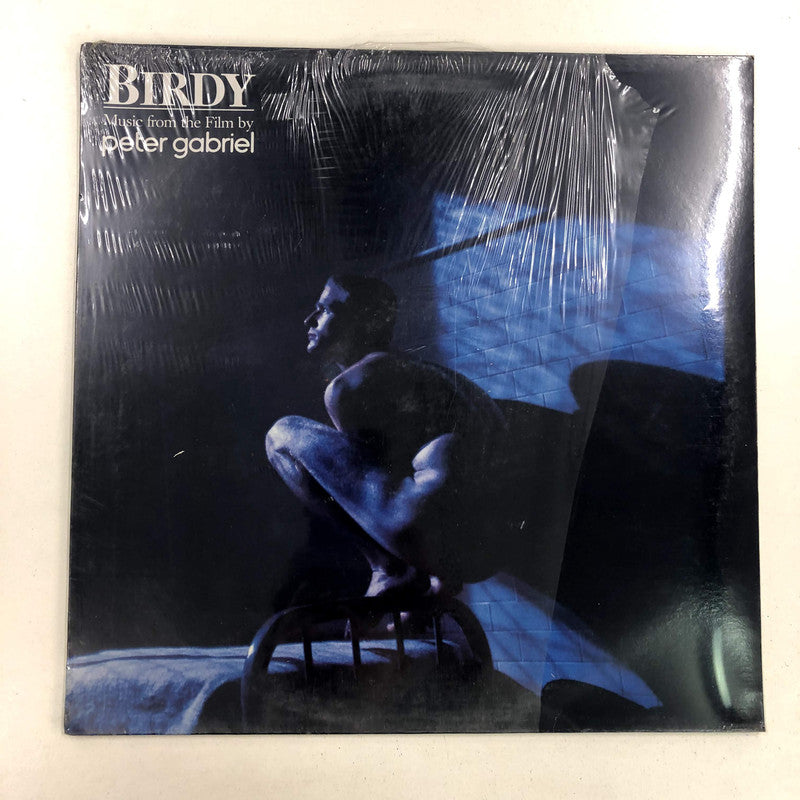 BIRDY
Music from the Film by
peter gabriel